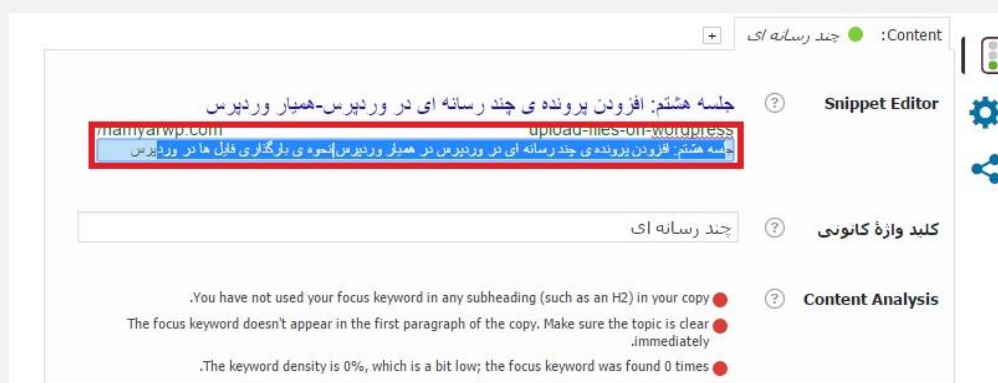 Content: چند رسانه ای
+
Snippet Editor
جلسه هشتم: افزودن پرونده ی چند رسانه ای در وردپرس-همیار وردپرس
hamyarwp.com/
upload-files-on-wordpress
جلسه هشتم: افزودن پرونده ی چند رسانه ای در وردپرس در همیار وردپرس|نحوه ی بارگذاری فایل ها در وردپرس
کلید واژهٔ کانونی
چند رسانه ای
Content Analysis
You have not used your focus keyword in any subheading (such as an H2) in your copy.
The focus keyword doesn't appear in the first paragraph of the copy. Make sure the topic is clear
immediately.
The keyword density is 0%, which is a bit low; the focus keyword was found 0 times.